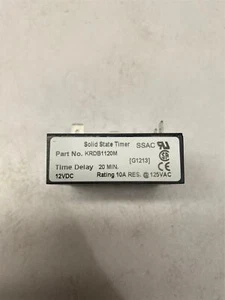 Solid State Timer SSAC
Part No. KRDB1120M
[G1213]
Time Delay 20 MIN.
12VDC Rating 10A RES. @ 125VAC